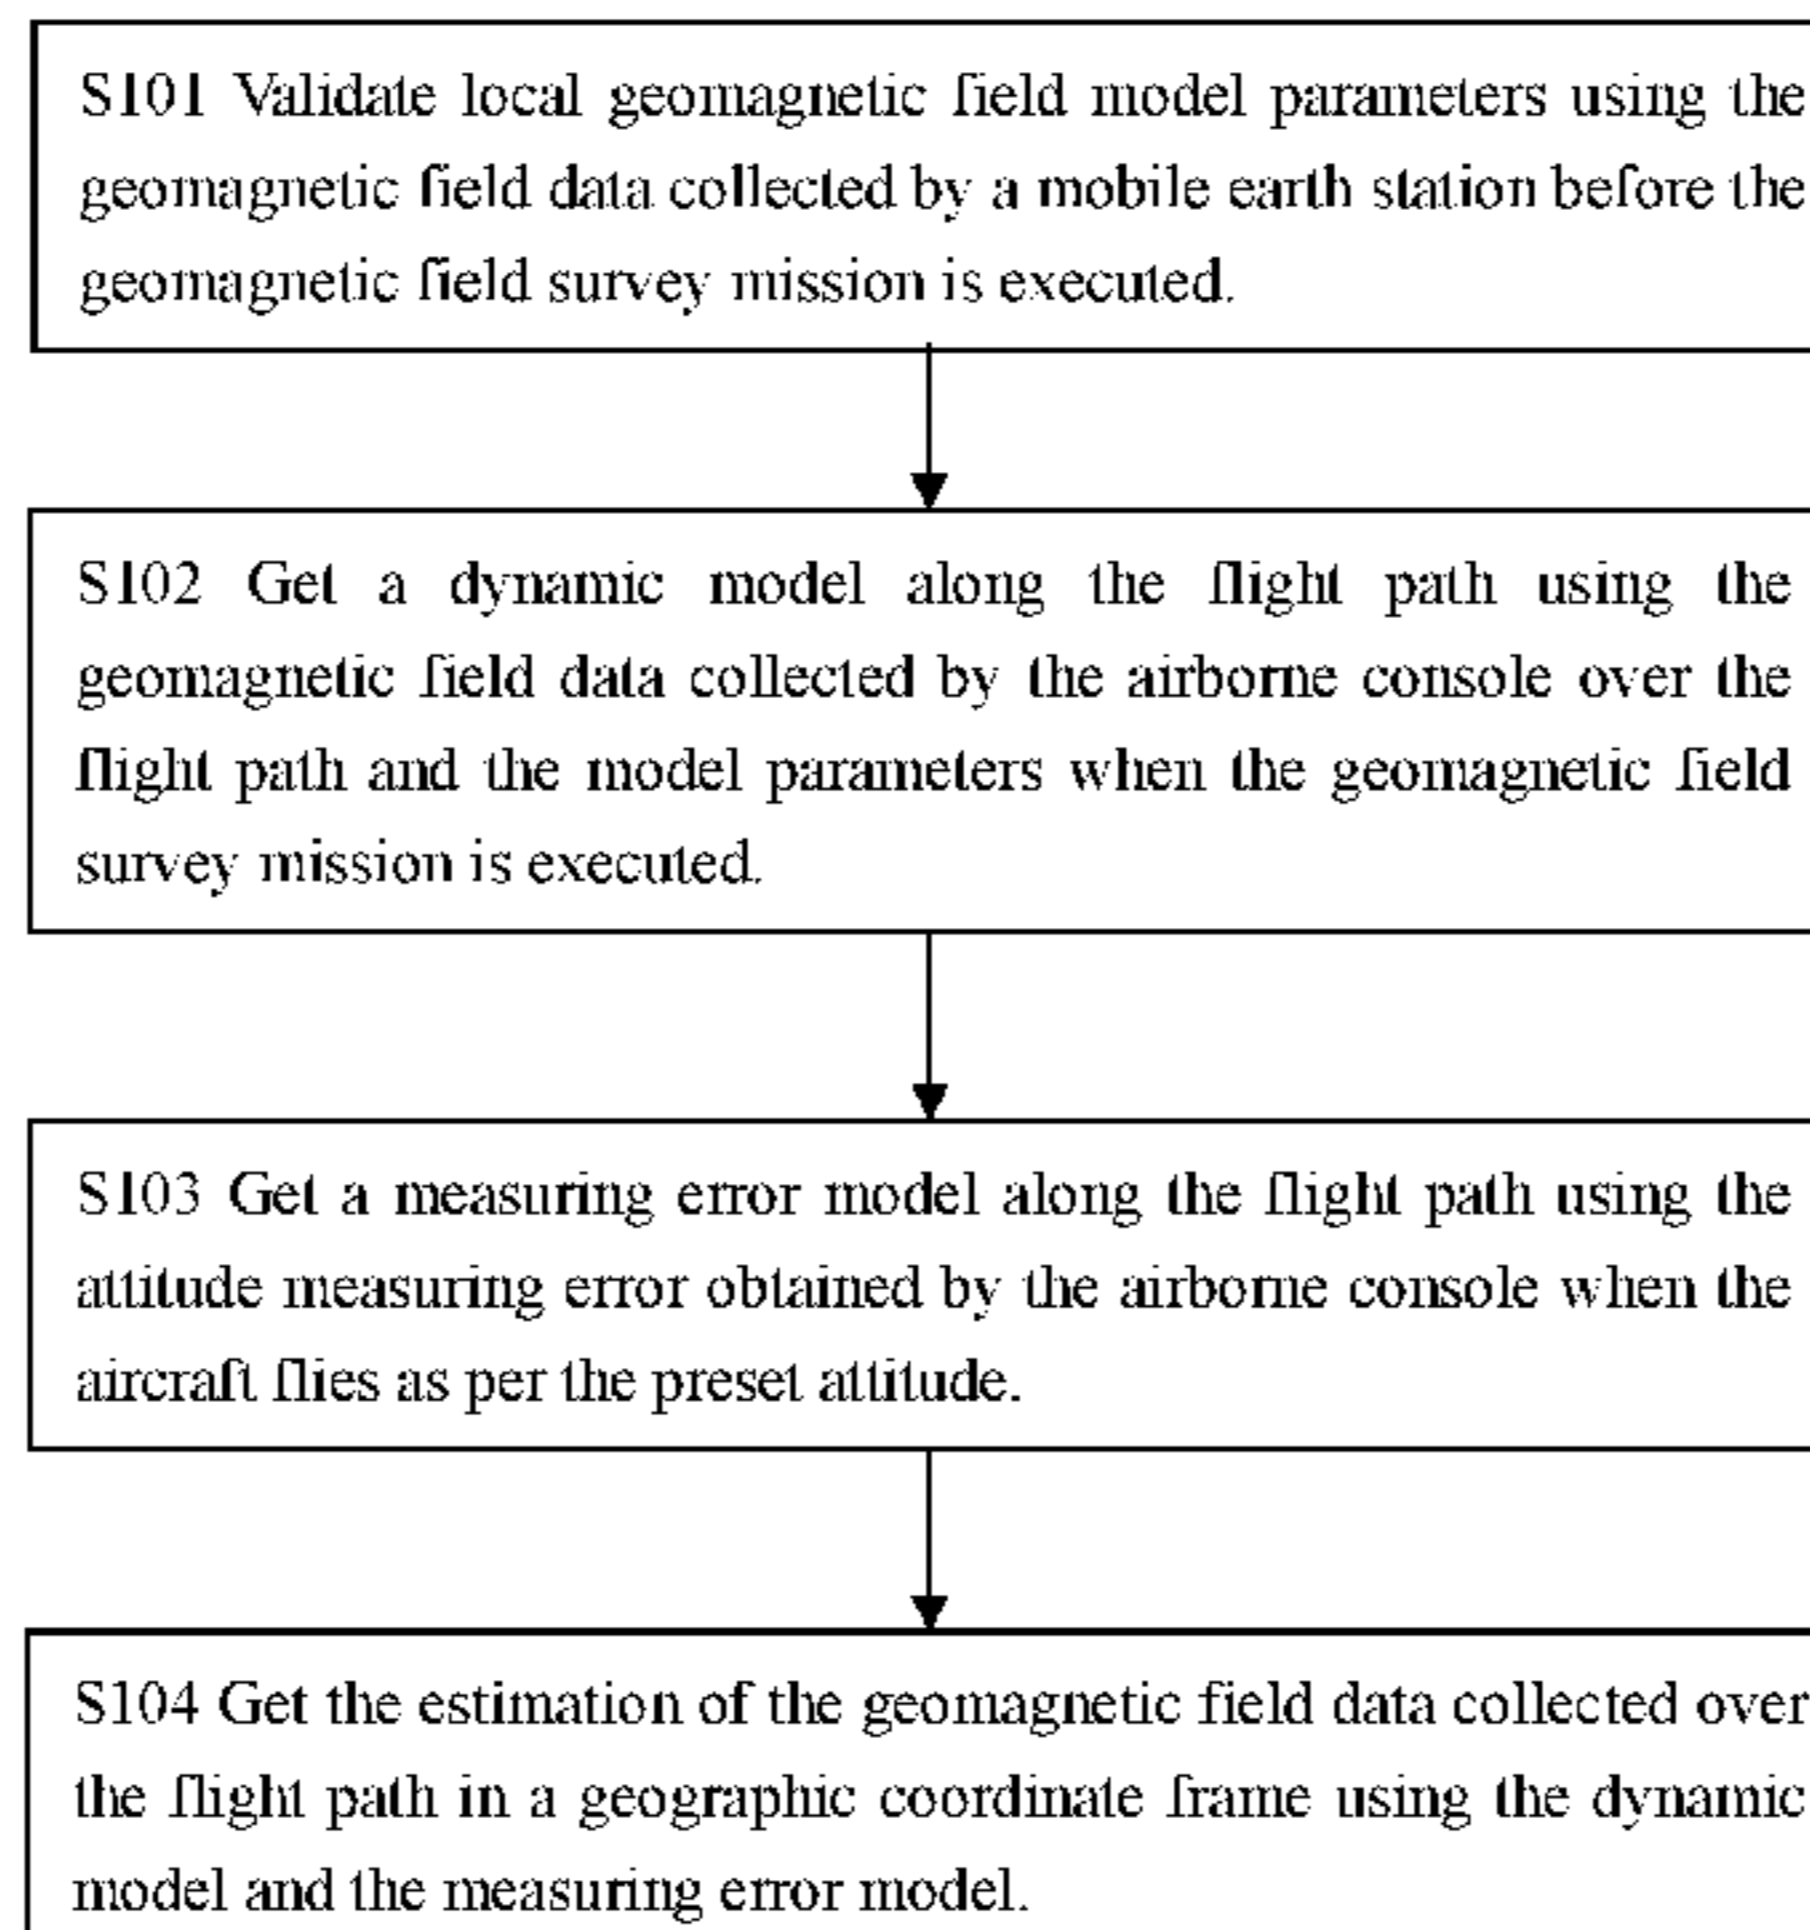 S101 Validate local geomagnetic field model parameters using the
geomagnetic field data collected by a mobile earth station before the
geomagnetic field survey mission is executed.
S102 Get a dynamic model along the flight path using the
geomagnetic field data collected by the airborne console over the
flight path and the model parameters when the geomagnetic field
survey mission is executed.
S103 Get a measuring error model along the flight path using the
attitude measuring error obtained by the airborne console when the
aircraft flies as per the preset attitude.
S104 Get the estimation of the geomagnetic field data collected over
the flight path in a geographic coordinate frame using the dynamic
model and the measuring error model.